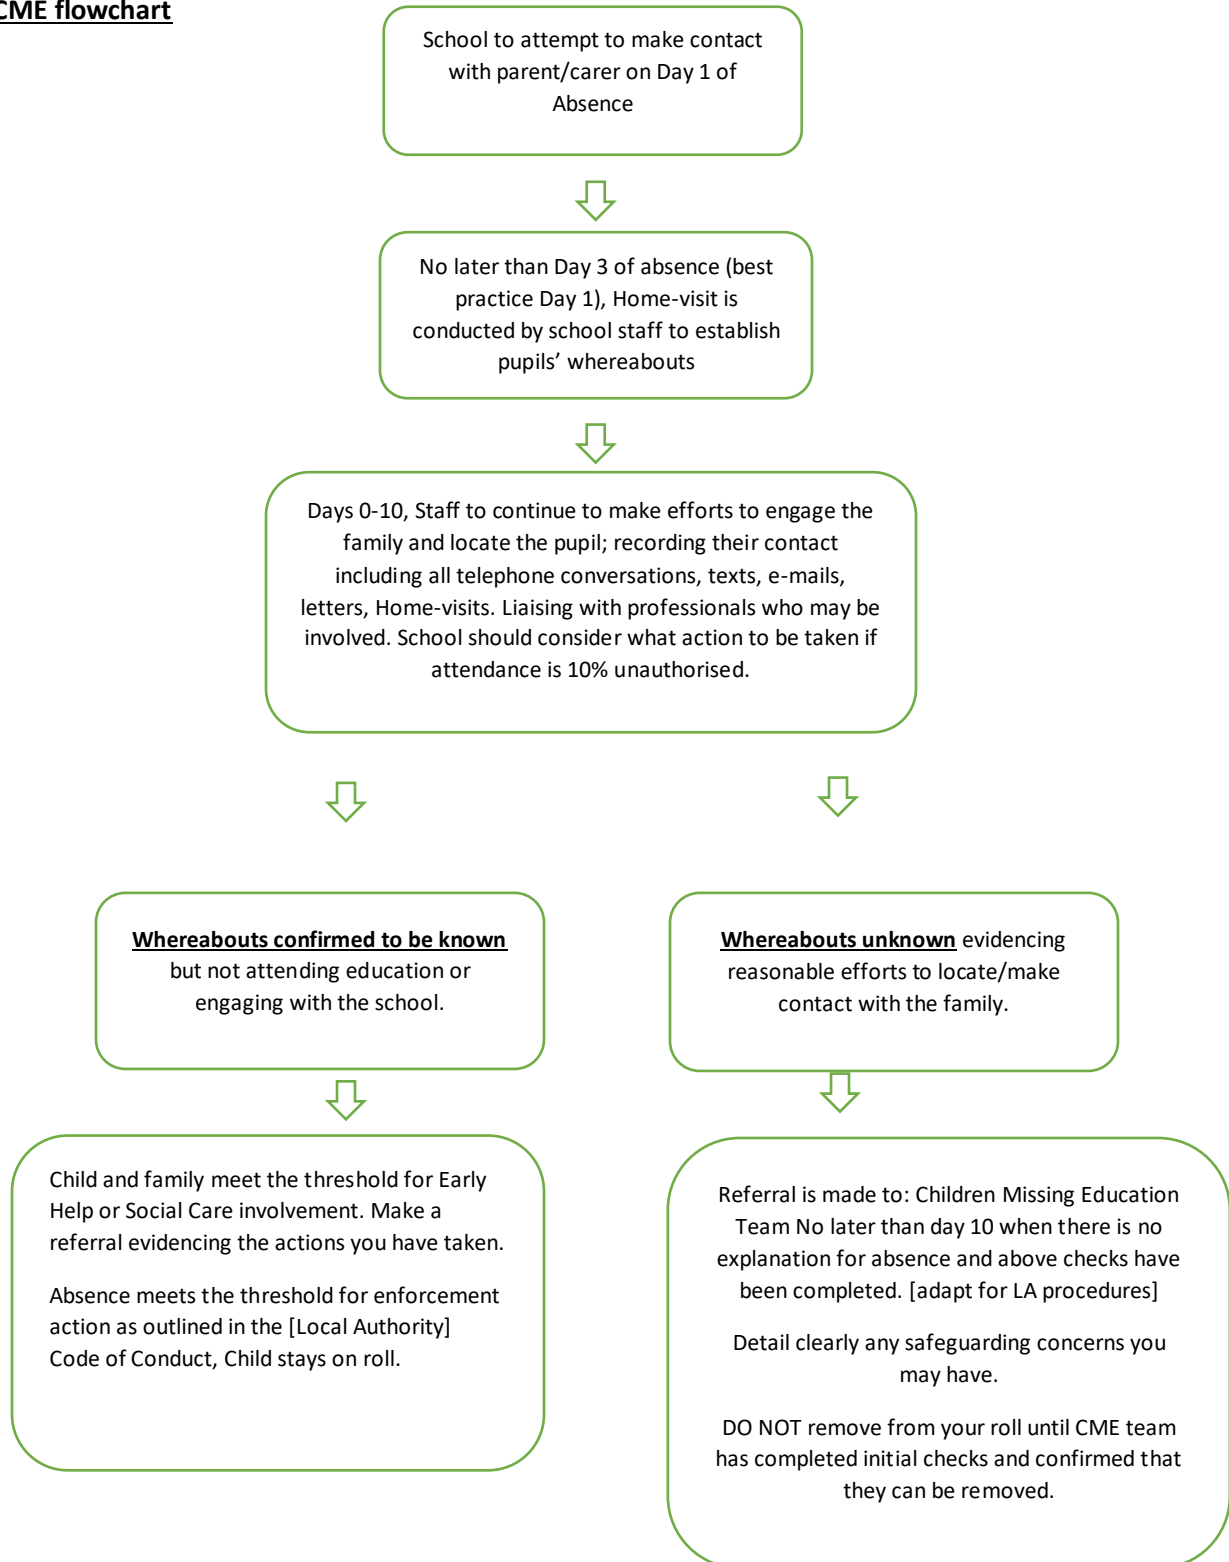 CME flowchart
School to attempt to make contact
with parent/carer on Day 1 of
Absence
No later than Day 3 of absence (best
practice Day 1), Home-visit is
conducted by school staff to establish
pupils’ whereabouts
Days 0-10, Staff to continue to make efforts to engage the
family and locate the pupil; recording their contact
including all telephone conversations, texts, e-mails,
letters, Home-visits. Liaising with professionals who may be
involved. School should consider what action to be taken if
attendance is 10% unauthorised.
Whereabouts confirmed to be known
but not attending education or
engaging with the school.
Whereabouts unknown evidencing
reasonable efforts to locate/make
contact with the family.
Child and family meet the threshold for Early
Help or Social Care involvement. Make a
referral evidencing the actions you have taken.
Absence meets the threshold for enforcement
action as outlined in the [Local Authority]
Code of Conduct, Child stays on roll.
Referral is made to: Children Missing Education
Team No later than day 10 when there is no
explanation for absence and above checks have
been completed. [adapt for LA procedures]
Detail clearly any safeguarding concerns you
may have.
DO NOT remove from your roll until CME team
has completed initial checks and confirmed that
they can be removed.